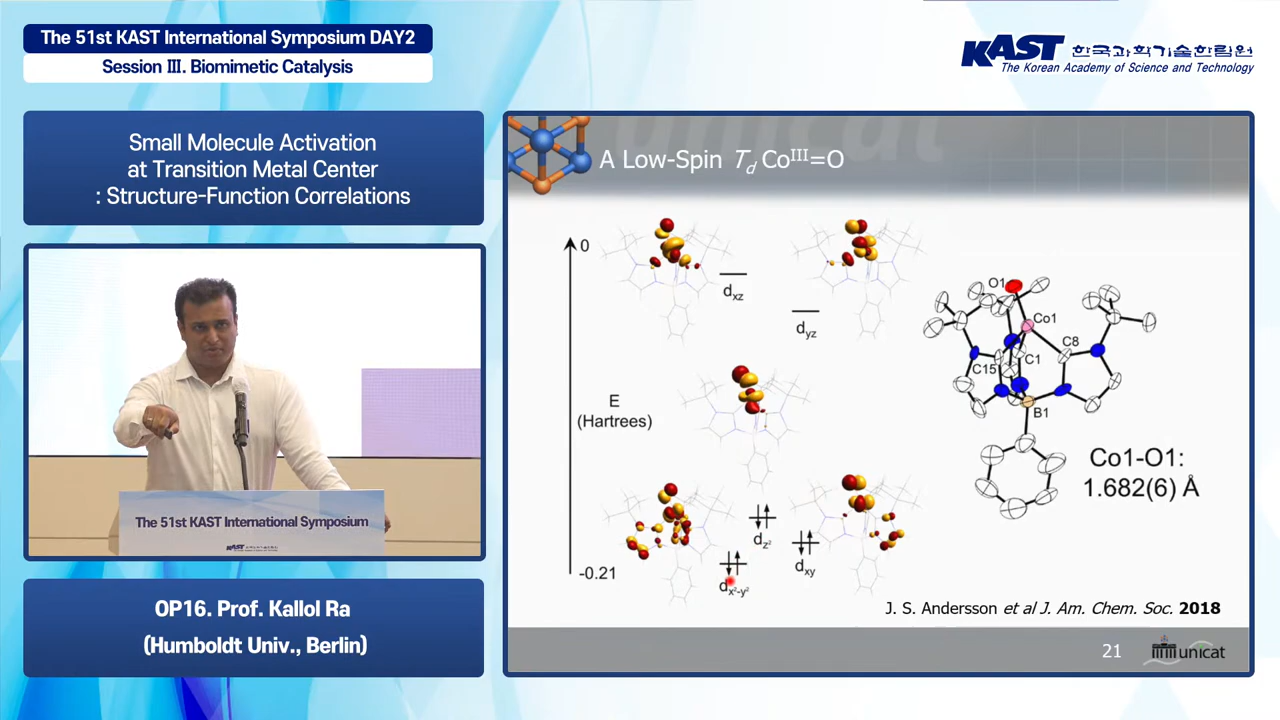 The 51st KAST International Symposium DAY2
Session III. Biomimetic Catalysis
KAST 한국과학기술한림원
The Korean Academy of Science and Technology
Small Molecule Activation
at Transition Metal Center
: Structure-Function Correlations
The 51st KAST International Symposium
KAST
OP16. Prof. Kallol Ra
(Humboldt Univ., Berlin)
unicat
A Low-Spin Td CoIII=O
0
dxz
dyz
E
(Hartrees)
dz²
dxy
dx²-y²
-0.21
O1
Co1
C8
C1
C15
B1
Co1-O1:
1.682(6) Å
J. S. Andersson et al J. Am. Chem. Soc. 2018
21
unicat